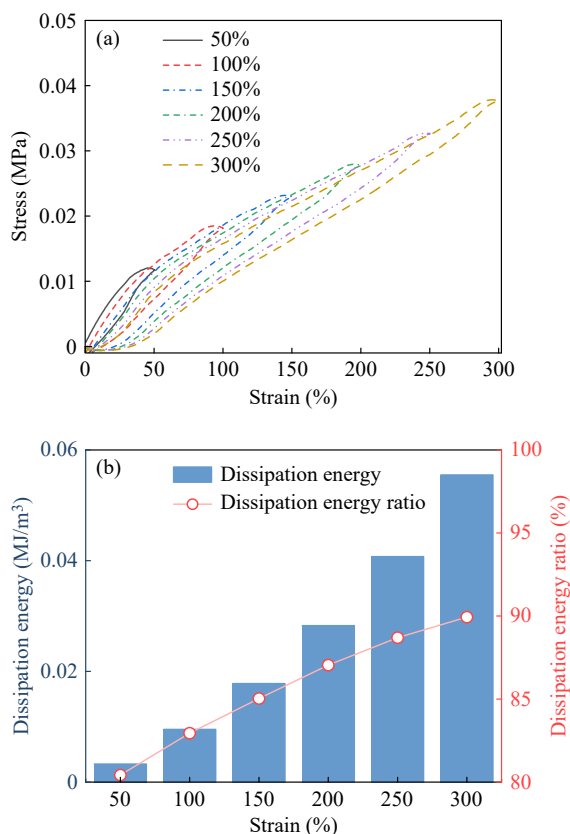 (a)
50%
100%
150%
200%
250%
300%
Stress (MPa)
0.05
0.04
0.03
0.02
0.01
0
0 50 100 150 200 250 300
Strain (%)
(b)
Dissipation energy
Dissipation energy ratio
Dissipation energy (MJ/m³)
0.06
0.04
0.02
0
Dissipation energy ratio (%)
100
95
90
85
80
50 100 150 200 250 300
Strain (%)